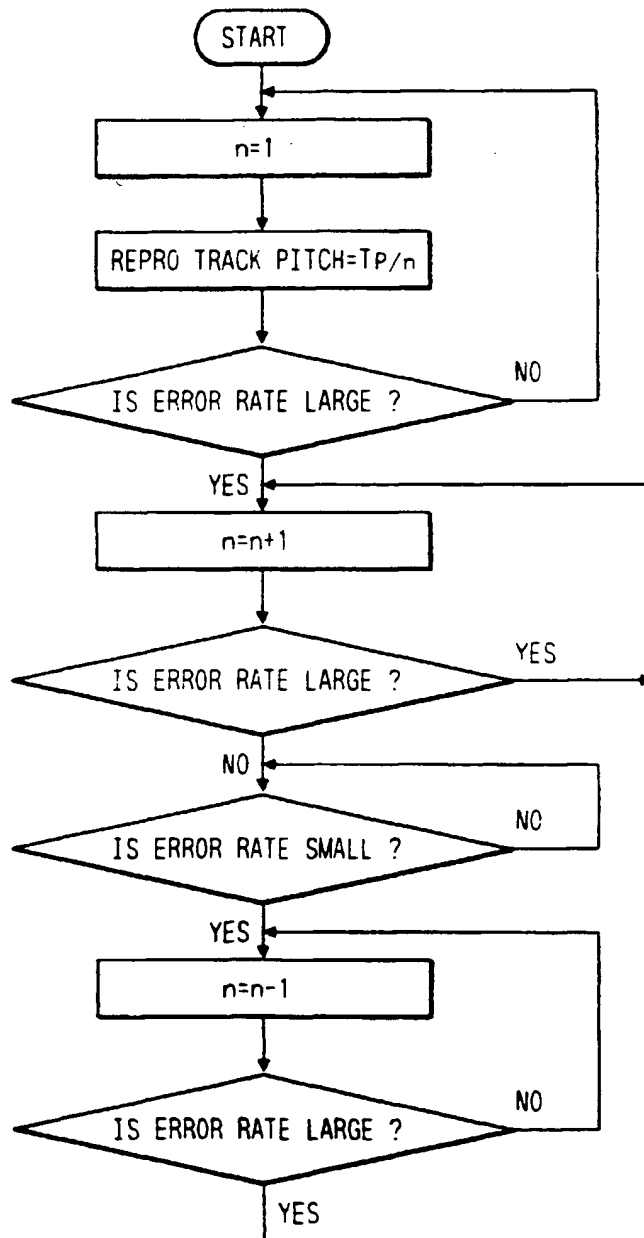 START
n=1
REPRO TRACK PITCH=TP/n
IS ERROR RATE LARGE ?
NO
YES
n=n+1
IS ERROR RATE LARGE ?
YES
NO
IS ERROR RATE SMALL ?
NO
YES
n=n-1
IS ERROR RATE LARGE ?
NO
YES